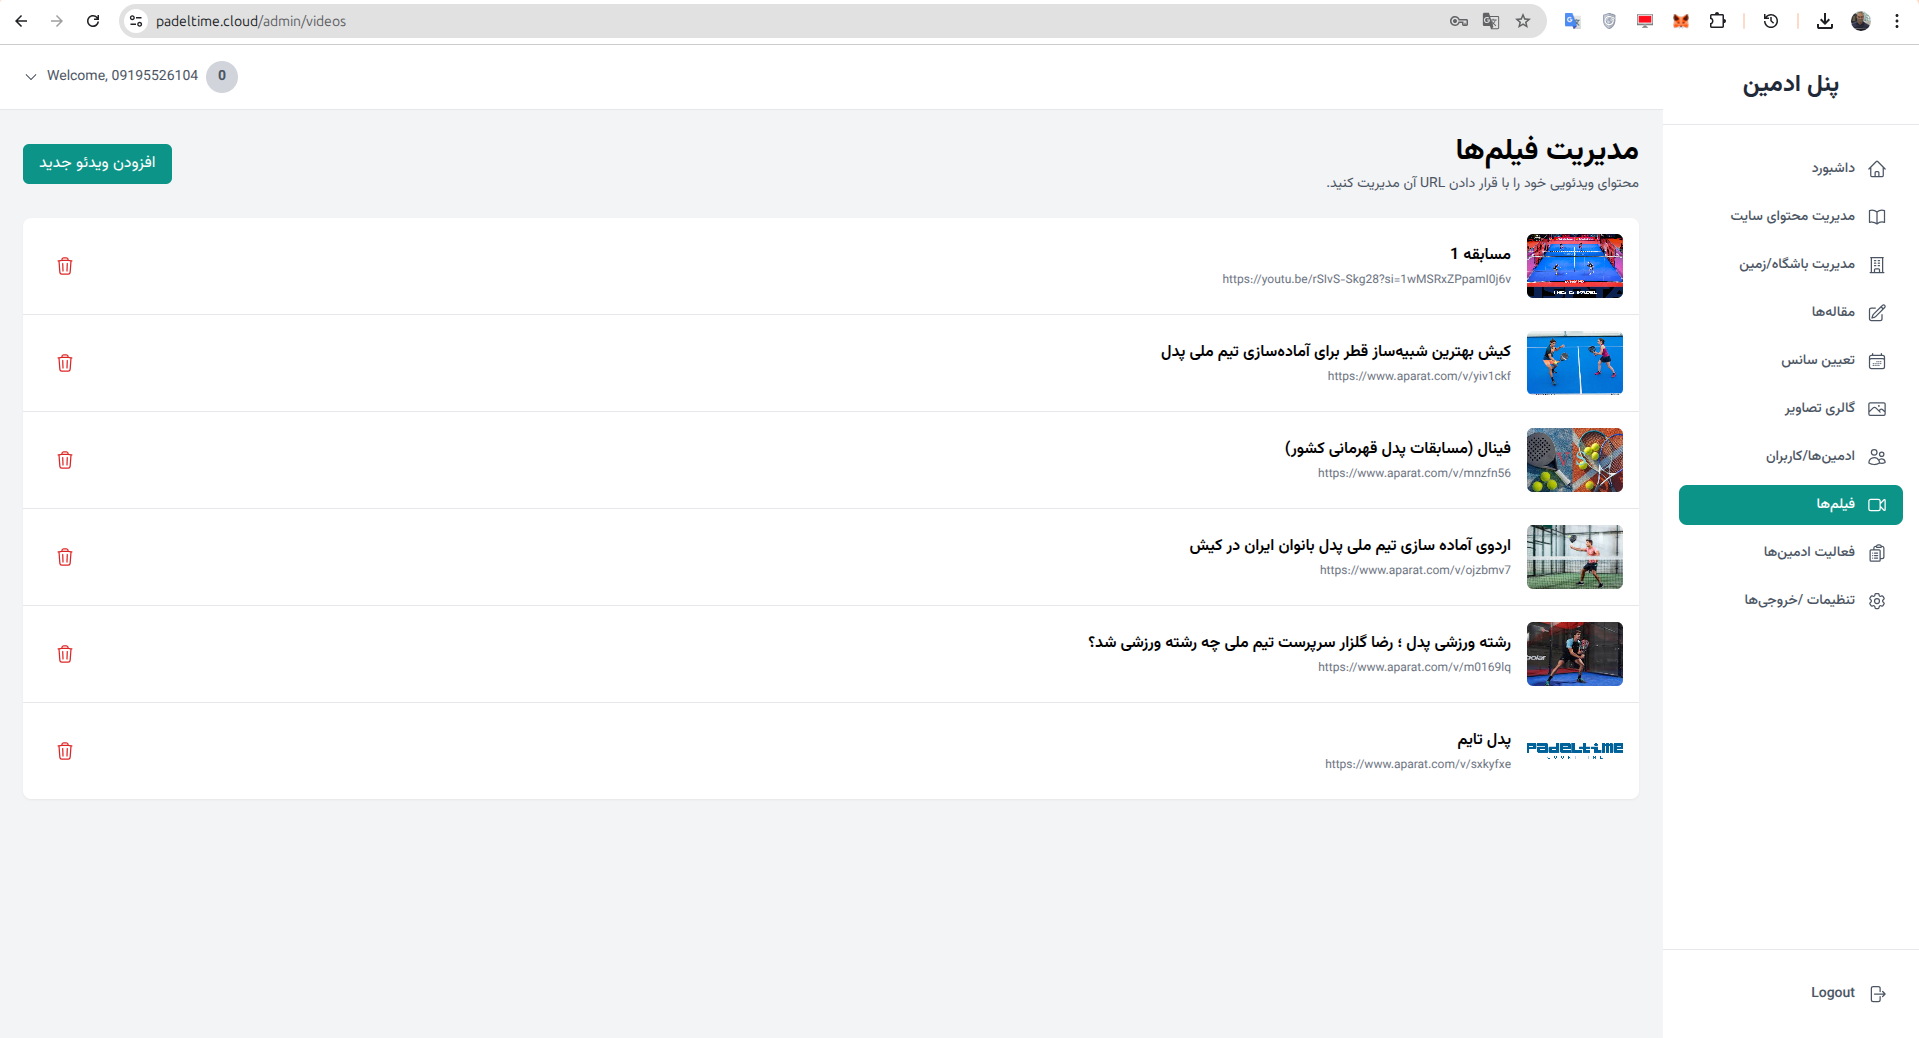 padeltime.cloud/admin/videos
Welcome, 09195526104
0
پنل ادمین
داشبورد
مدیریت محتوای سایت
مدیریت باشگاه/زمین
مقاله‌ها
تعیین سانس
گالری تصاویر
ادمین‌ها/کاربران
فیلم‌ها
فعالیت ادمین‌ها
تنظیمات /خروجی‌ها
Logout
مدیریت فیلم‌ها
محتوای ویدئویی خود را با قرار دادن URL آن مدیریت کنید.
افزودن ویدئو جدید
مسابقه 1
https://youtu.be/rSlvS-Skg28?si=1wMSRxZPpaml0j6v
کیش بهترین شبیه‌ساز قطر برای آماده‌سازی تیم ملی پدل
https://www.aparat.com/v/yiv1ckf
فینال (مسابقات پدل قهرمانی کشور)
https://www.aparat.com/v/mnzfn56
اردوی آماده سازی تیم ملی پدل بانوان ایران در کیش
https://www.aparat.com/v/ojzbmv7
رشته ورزشی پدل ؛ رضا گلزار سرپرست تیم ملی چه رشته ورزشی شد؟
https://www.aparat.com/v/m0169lq
پدل تایم
https://www.aparat.com/v/sxkyfxe
Padeltime